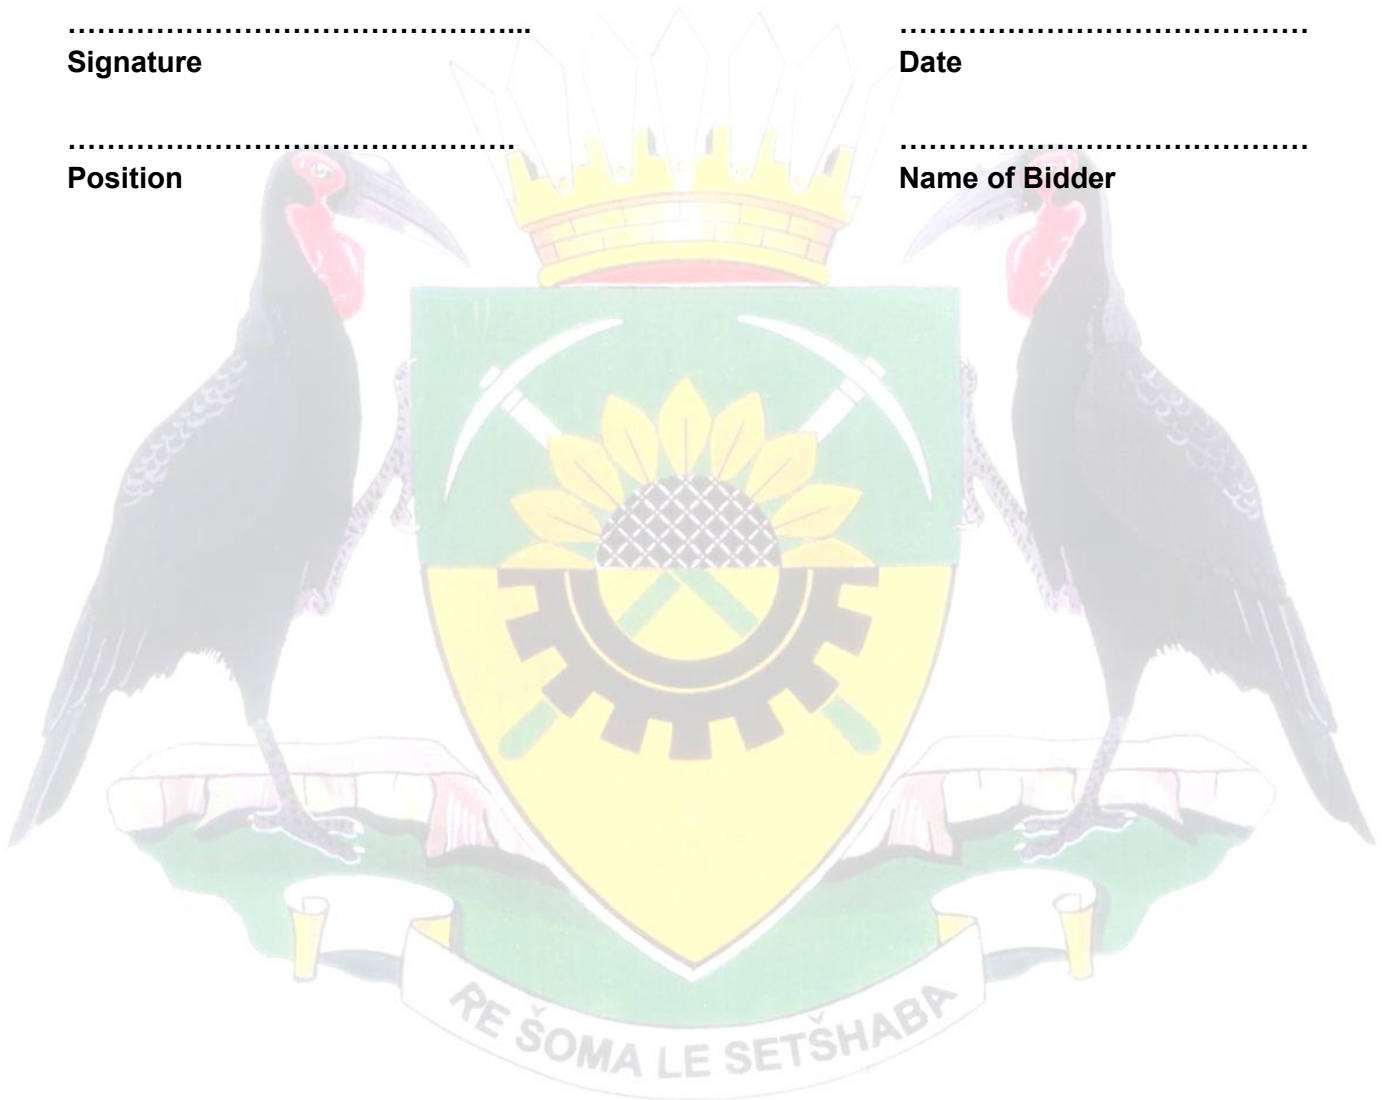 ………………………………………... ……………………………………
Signature Date
………………………………………. ……………………………………
Position Name of Bidder
RE ŠOMA LE SETŠHABA